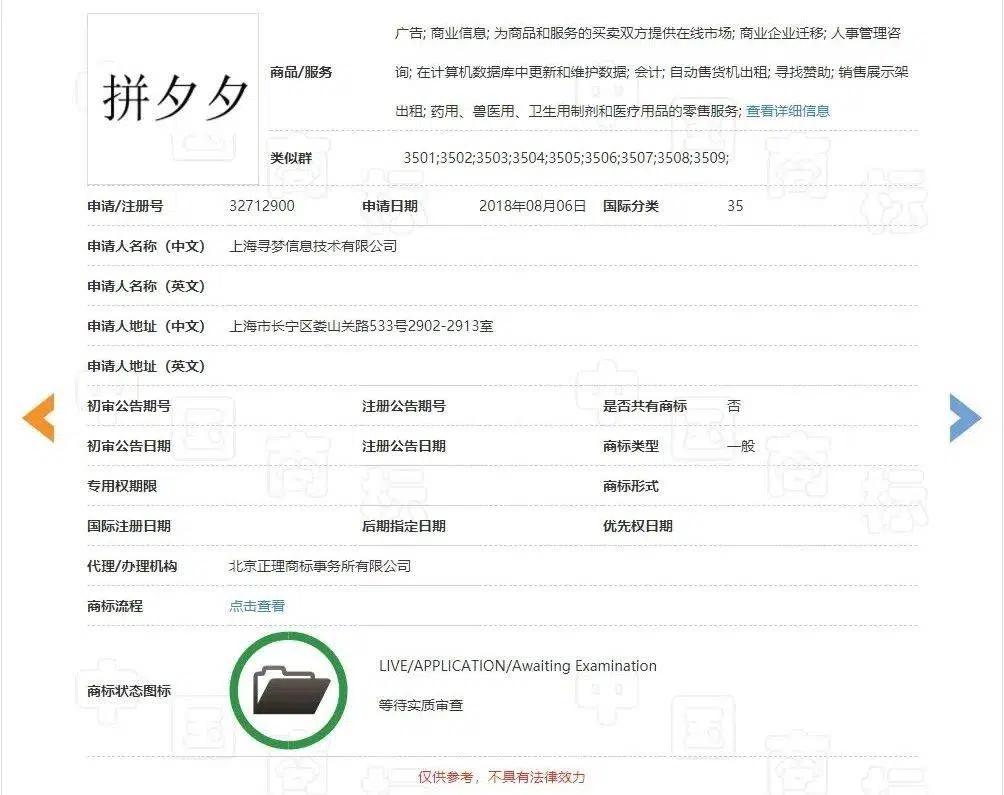 拼夕夕
商品/服务
广告; 商业信息; 为商品和服务的买卖双方提供在线市场; 商业企业迁移; 人事管理咨
询; 在计算机数据库中更新和维护数据; 会计; 自动售货机出租; 寻找赞助; 销售展示架
出租; 药用、兽医用、卫生用制剂和医疗用品的零售服务; 查看详细信息
类似群 3501;3502;3503;3504;3505;3506;3507;3508;3509;
申请/注册号 32712900 申请日期 2018年08月06日 国际分类 35
申请人名称（中文） 上海寻梦信息技术有限公司
申请人名称（英文）
申请人地址（中文） 上海市长宁区娄山关路533号2902-2913室
申请人地址（英文）
初审公告期号 注册公告期号 是否共有商标 否
初审公告日期 注册公告日期 商标类型 一般
专用权期限 商标形式
国际注册日期 后期指定日期 优先权日期
代理/办理机构 北京正理商标事务所有限公司
商标流程 点击查看
商标状态图标
LIVE/APPLICATION/Awaiting Examination
等待实质审查
仅供参考，不具有法律效力
中国商标